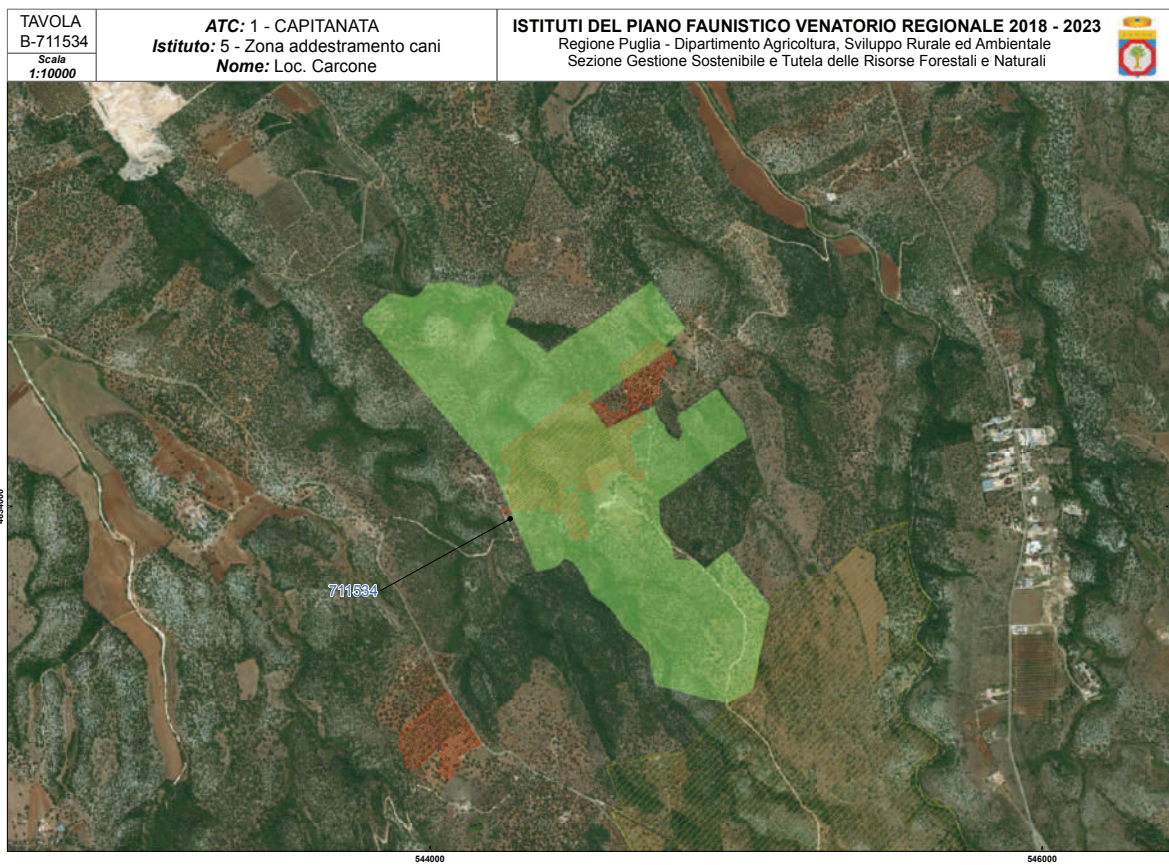 TAVOLA
B-711534
Scala
1:10000
ATC: 1 - CAPITANATA
Istituto: 5 - Zona addestramento cani
Nome: Loc. Carcone
ISTITUTI DEL PIANO FAUNISTICO VENATORIO REGIONALE 2018 - 2023
Regione Puglia - Dipartimento Agricoltura, Sviluppo Rurale ed Ambientale
Sezione Gestione Sostenibile e Tutela delle Risorse Forestali e Naturali
711534
544000
546000